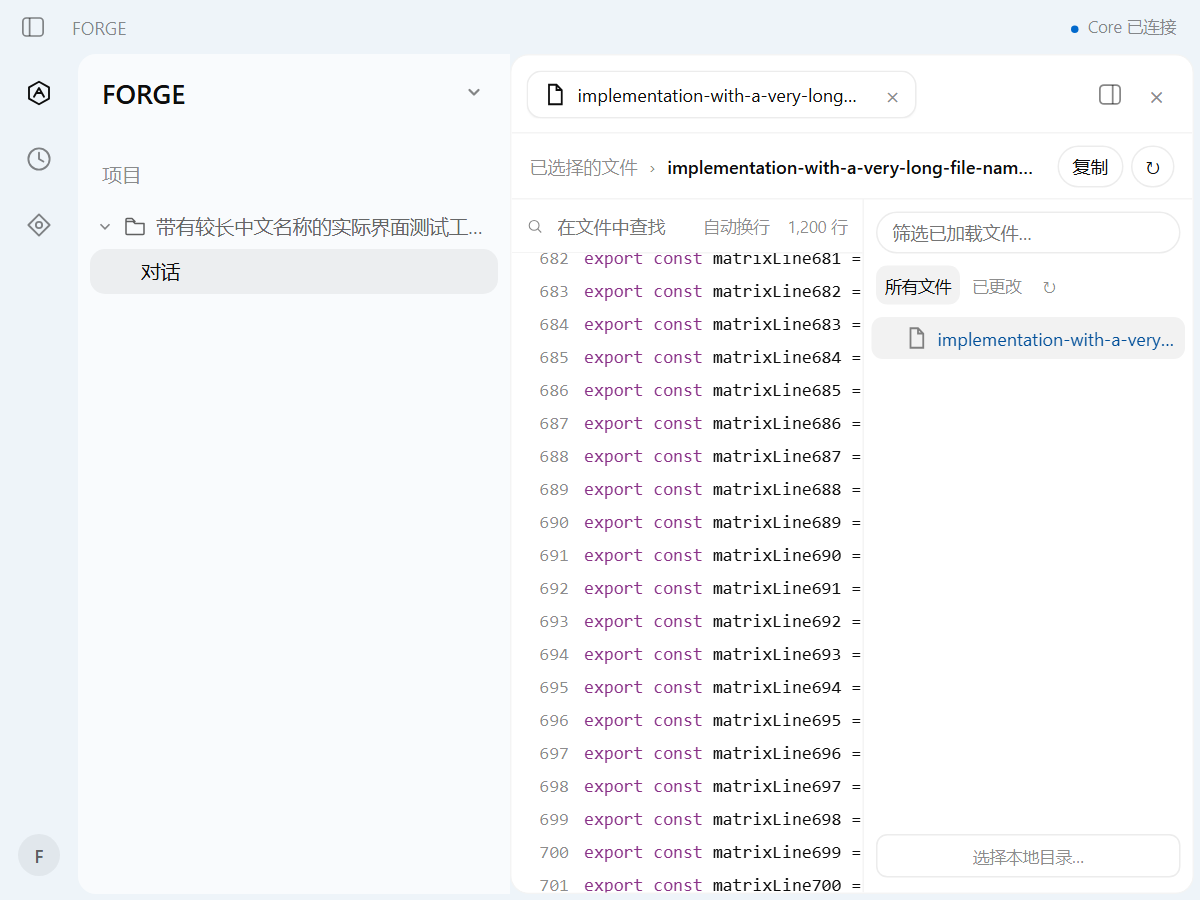 FORGE
Core 已连接
FORGE
项目
带有较长中文名称的实际界面测试工...
对话
F
implementation-with-a-very-long...
已选择的文件 › implementation-with-a-very-long-file-nam...
复制
在文件中查找 自动换行 1,200 行
682 export const matrixLine681 =
683 export const matrixLine682 =
684 export const matrixLine683 =
685 export const matrixLine684 =
686 export const matrixLine685 =
687 export const matrixLine686 =
688 export const matrixLine687 =
689 export const matrixLine688 =
690 export const matrixLine689 =
691 export const matrixLine690 =
692 export const matrixLine691 =
693 export const matrixLine692 =
694 export const matrixLine693 =
695 export const matrixLine694 =
696 export const matrixLine695 =
697 export const matrixLine696 =
698 export const matrixLine697 =
699 export const matrixLine698 =
700 export const matrixLine699 =
701 export const matrixLine700 =
筛选已加载文件...
所有文件 已更改
implementation-with-a-very...
选择本地目录...